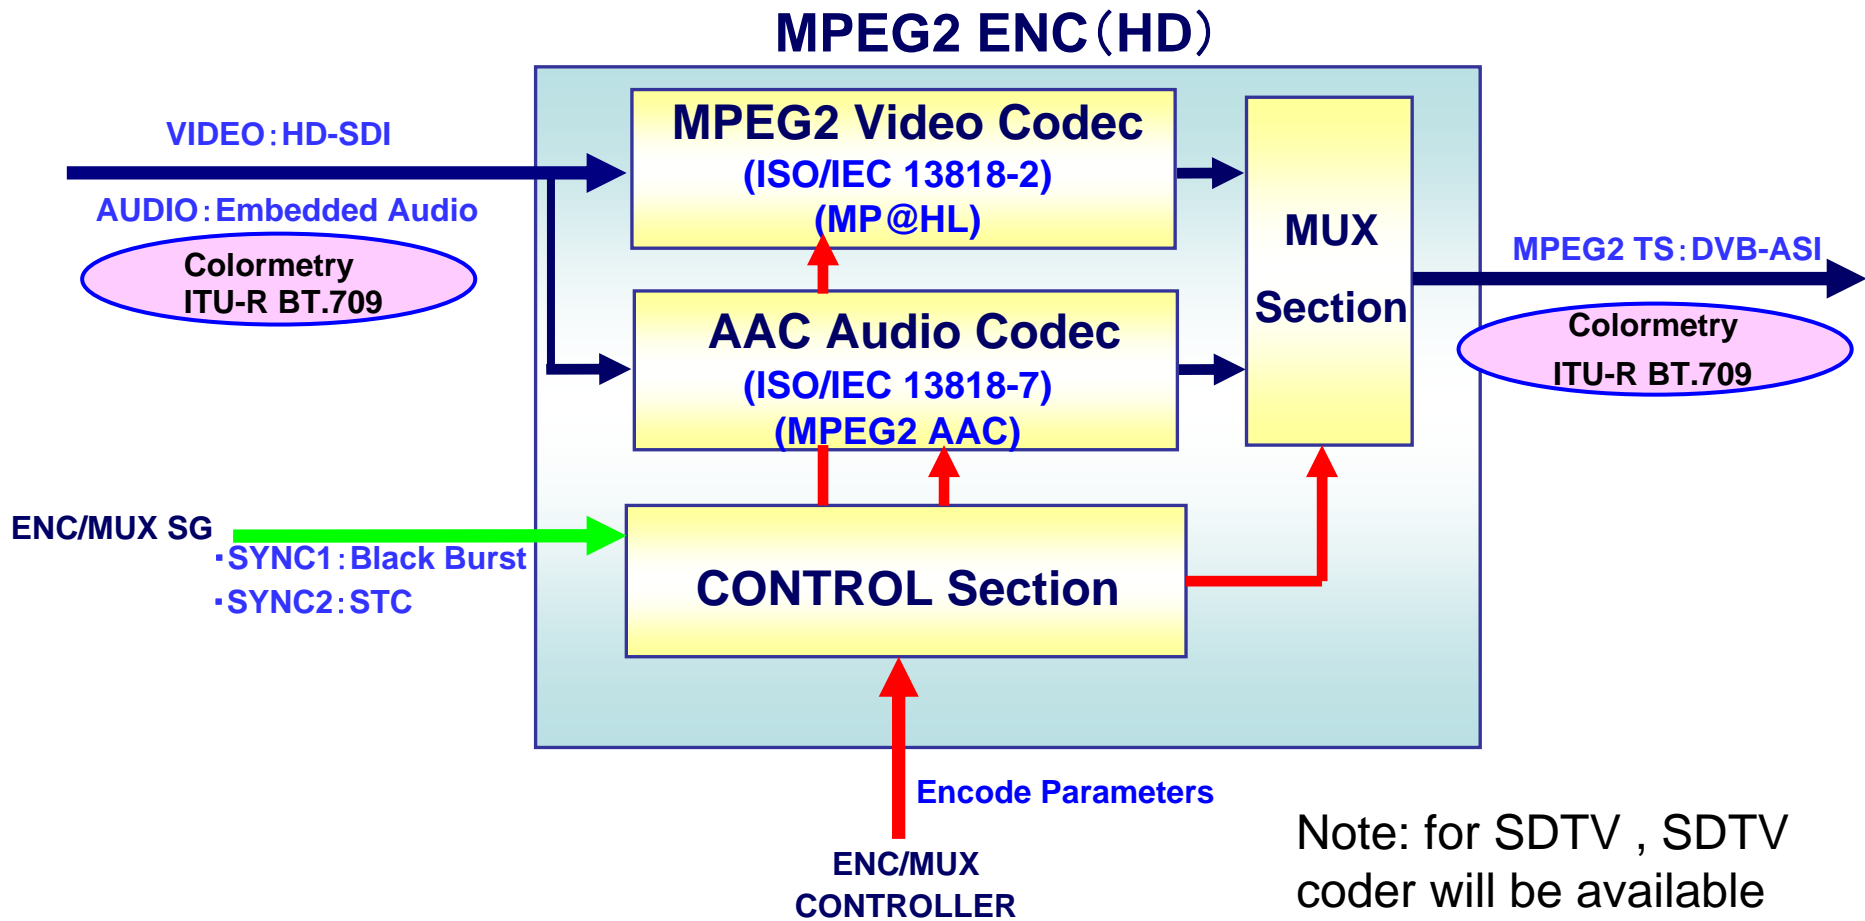 MPEG2 ENC（HD）
VIDEO：HD-SDI
AUDIO：Embedded Audio
Colormetry
ITU-R BT.709
MPEG2 Video Codec
(ISO/IEC 13818-2)
(MP@HL)
AAC Audio Codec
(ISO/IEC 13818-7)
(MPEG2 AAC)
MUX
Section
MPEG2 TS：DVB-ASI
Colormetry
ITU-R BT.709
ENC/MUX SG
・SYNC1：Black Burst
・SYNC2：STC
CONTROL Section
Encode Parameters
ENC/MUX
CONTROLLER
Note: for SDTV , SDTV
coder will be available